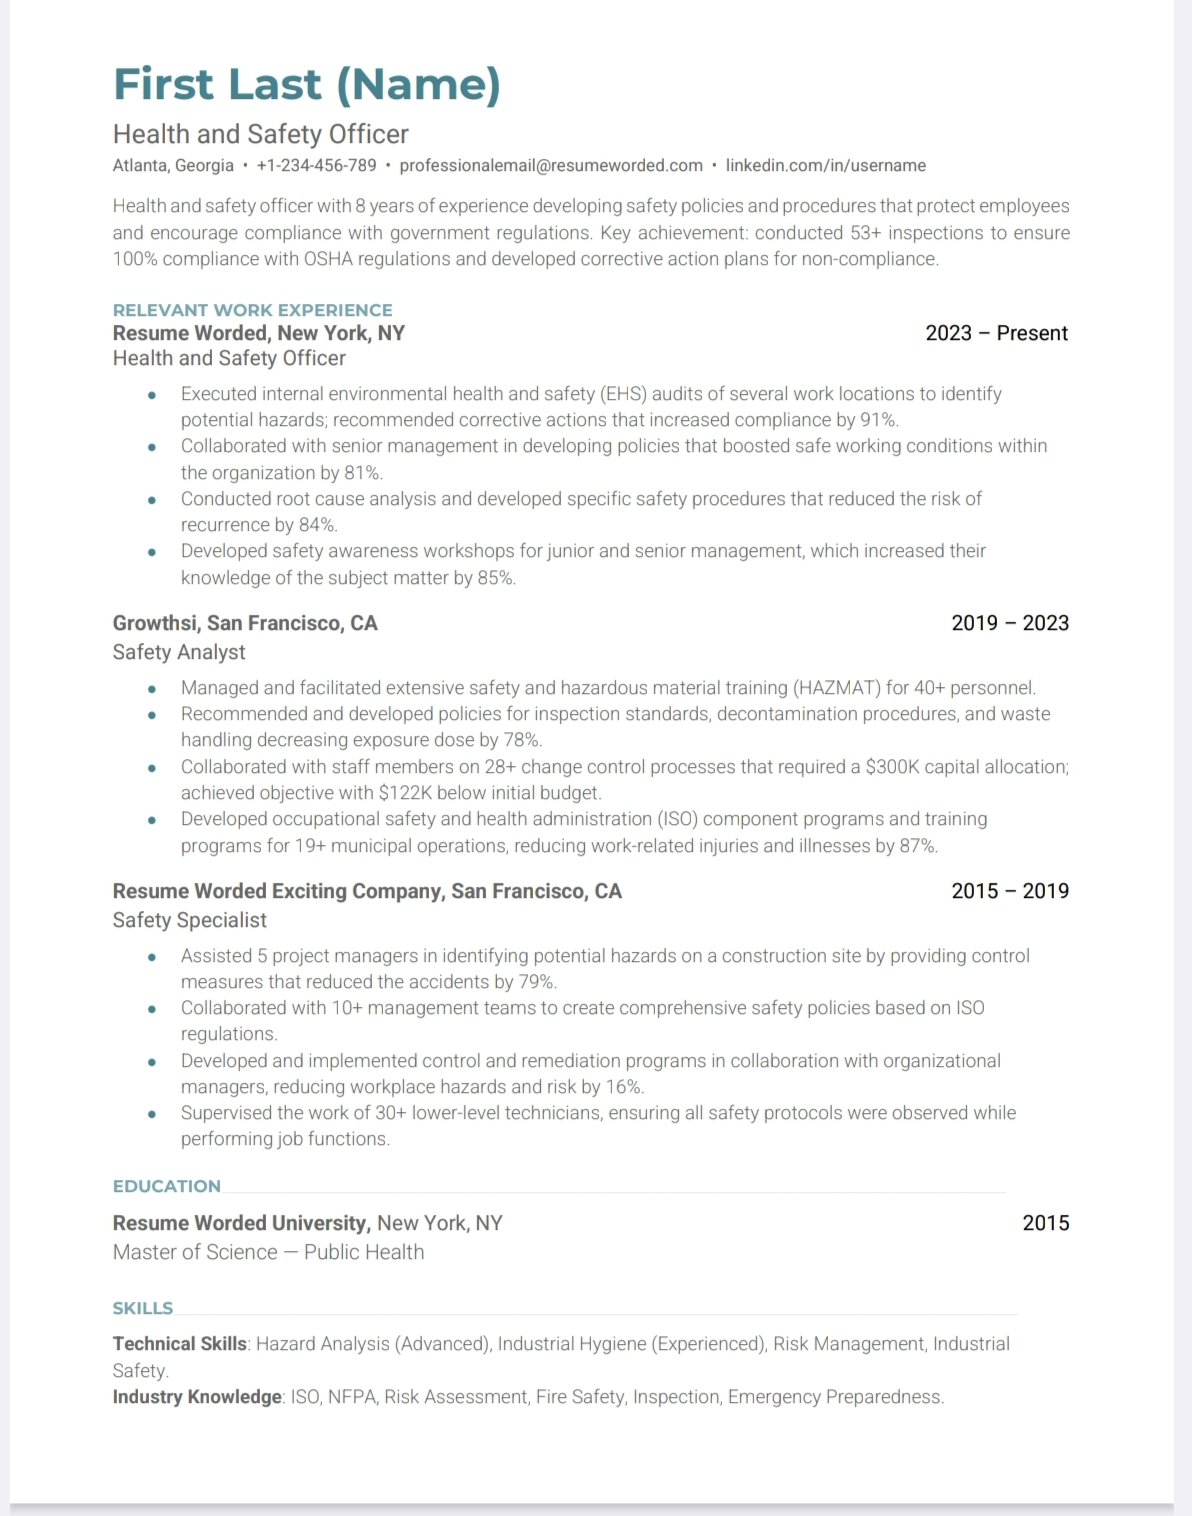 First Last (Name)
Health and Safety Officer
Atlanta, Georgia • +1-234-456-789 • professionalemail@resumeworded.com • linkedin.com/in/username
Health and safety officer with 8 years of experience developing safety policies and procedures that protect employees
and encourage compliance with government regulations. Key achievement: conducted 53+ inspections to ensure
100% compliance with OSHA regulations and developed corrective action plans for non-compliance.
RELEVANT WORK EXPERIENCE
Resume Worded, New York, NY 2023 – Present
Health and Safety Officer
• Executed internal environmental health and safety (EHS) audits of several work locations to identify
potential hazards; recommended corrective actions that increased compliance by 91%.
• Collaborated with senior management in developing policies that boosted safe working conditions within
the organization by 81%.
• Conducted root cause analysis and developed specific safety procedures that reduced the risk of
recurrence by 84%.
• Developed safety awareness workshops for junior and senior management, which increased their
knowledge of the subject matter by 85%.
Growthsi, San Francisco, CA 2019 – 2023
Safety Analyst
• Managed and facilitated extensive safety and hazardous material training (HAZMAT) for 40+ personnel.
• Recommended and developed policies for inspection standards, decontamination procedures, and waste
handling decreasing exposure dose by 78%.
• Collaborated with staff members on 28+ change control processes that required a $300K capital allocation;
achieved objective with $122K below initial budget.
• Developed occupational safety and health administration (ISO) component programs and training
programs for 19+ municipal operations, reducing work-related injuries and illnesses by 87%.
Resume Worded Exciting Company, San Francisco, CA 2015 – 2019
Safety Specialist
• Assisted 5 project managers in identifying potential hazards on a construction site by providing control
measures that reduced the accidents by 79%.
• Collaborated with 10+ management teams to create comprehensive safety policies based on ISO
regulations.
• Developed and implemented control and remediation programs in collaboration with organizational
managers, reducing workplace hazards and risk by 16%.
• Supervised the work of 30+ lower-level technicians, ensuring all safety protocols were observed while
performing job functions.
EDUCATION
Resume Worded University, New York, NY 2015
Master of Science — Public Health
SKILLS
Technical Skills: Hazard Analysis (Advanced), Industrial Hygiene (Experienced), Risk Management, Industrial
Safety.
Industry Knowledge: ISO, NFPA, Risk Assessment, Fire Safety, Inspection, Emergency Preparedness.